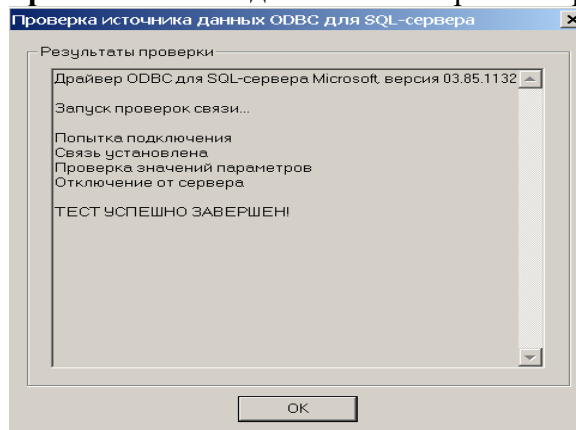 Проверка источника данных ODBC для SQL-сервера
Результаты проверки
Драйвер ODBC для SQL-сервера Microsoft, версия 03.85.1132
Запуск проверок связи...
Попытка подключения
Связь установлена
Проверка значений параметров
Отключение от сервера
ТЕСТ УСПЕШНО ЗАВЕРШЕН!
OK